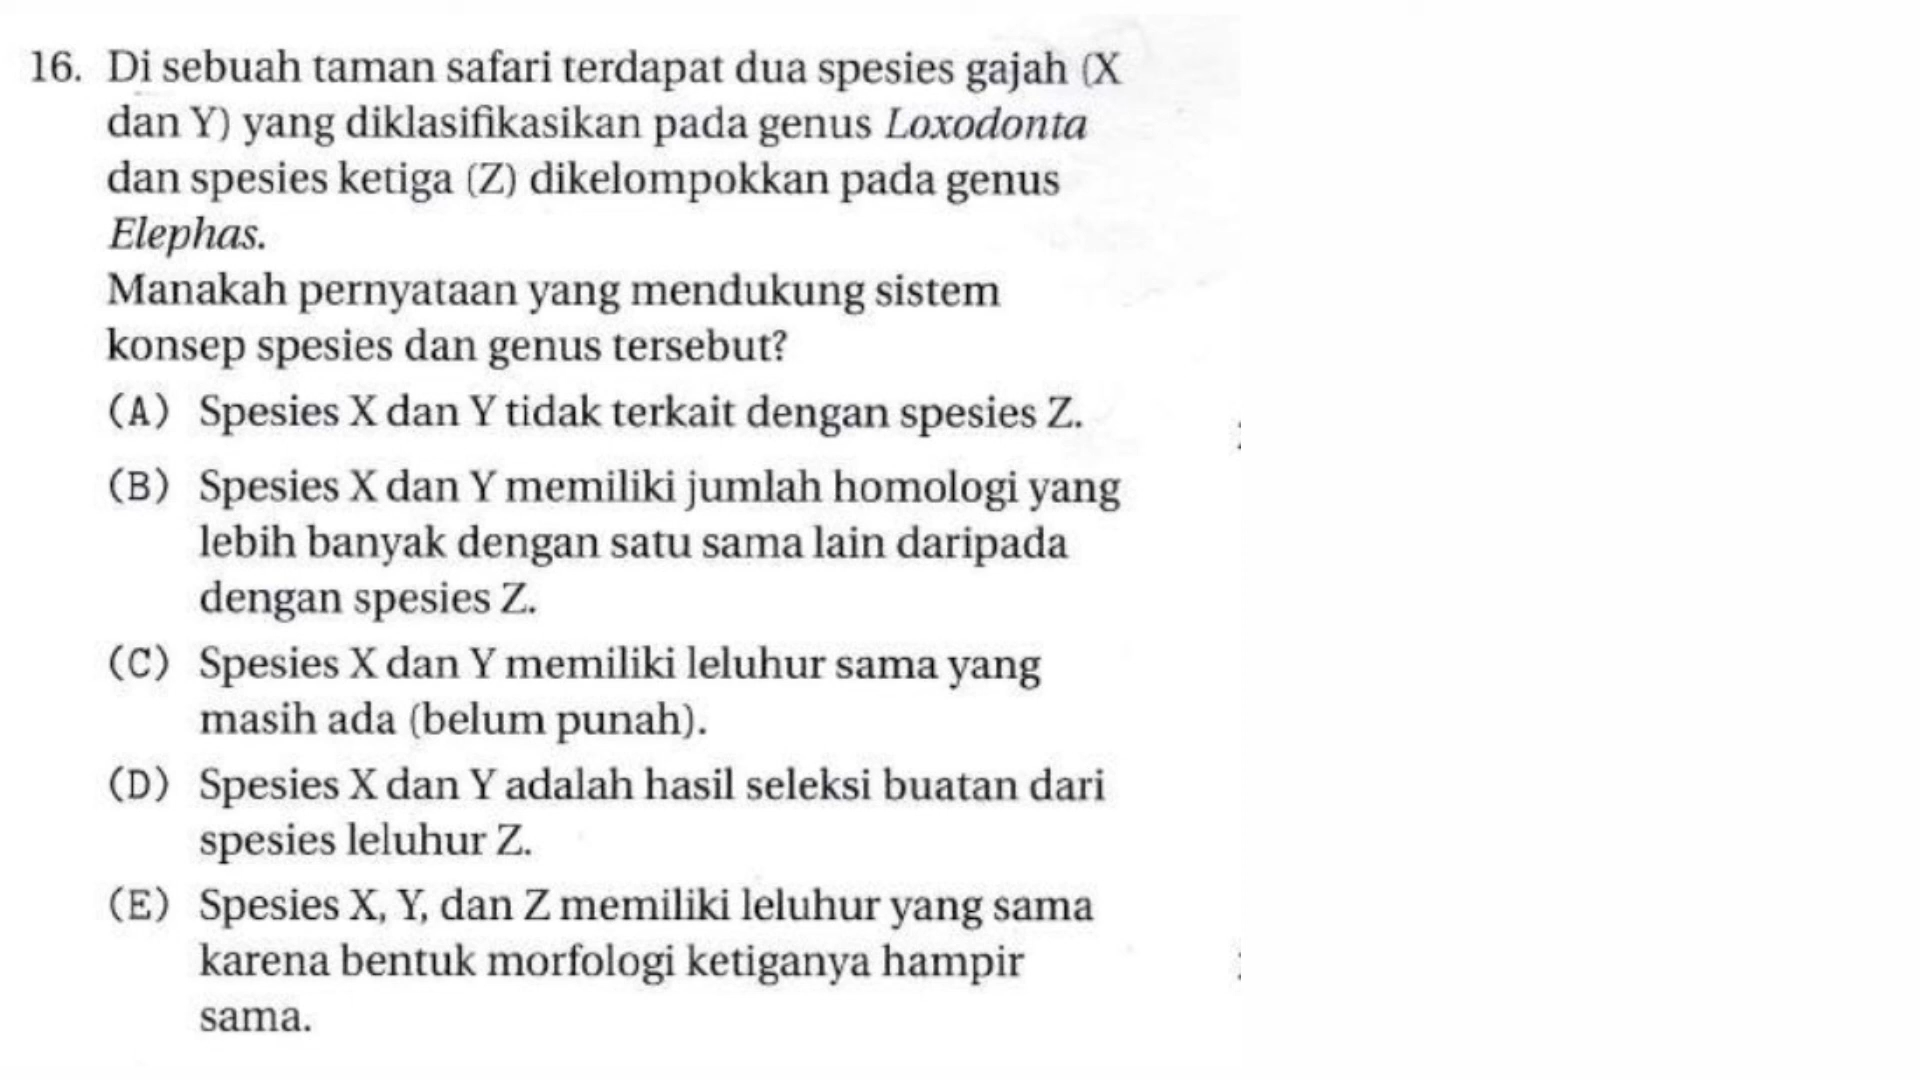 16. Di sebuah taman safari terdapat dua spesies gajah (X
dan Y) yang diklasifikasikan pada genus Loxodonta
dan spesies ketiga (Z) dikelompokkan pada genus
Elephas.
Manakah pernyataan yang mendukung sistem
konsep spesies dan genus tersebut?
(A) Spesies X dan Y tidak terkait dengan spesies Z.
(B) Spesies X dan Y memiliki jumlah homologi yang
lebih banyak dengan satu sama lain daripada
dengan spesies Z.
(C) Spesies X dan Y memiliki leluhur sama yang
masih ada (belum punah).
(D) Spesies X dan Y adalah hasil seleksi buatan dari
spesies leluhur Z.
(E) Spesies X, Y, dan Z memiliki leluhur yang sama
karena bentuk morfologi ketiganya hampir
sama.